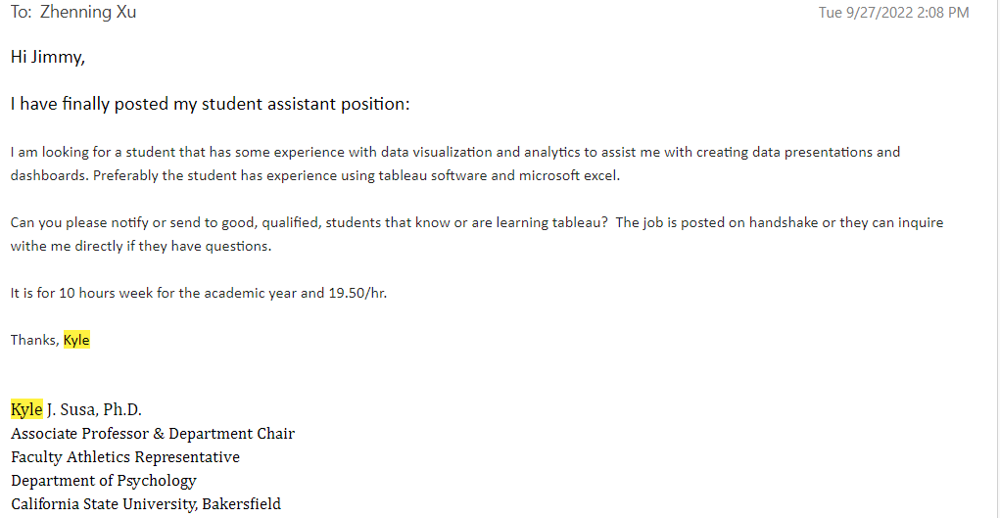 To: Zhenning Xu
Tue 9/27/2022 2:08 PM
Hi Jimmy,
I have finally posted my student assistant position:
I am looking for a student that has some experience with data visualization and analytics to assist me with creating data presentations and
dashboards. Preferably the student has experience using tableau software and microsoft excel.
Can you please notify or send to good, qualified, students that know or are learning tableau? The job is posted on handshake or they can inquire
withe me directly if they have questions.
It is for 10 hours week for the academic year and 19.50/hr.
Thanks, Kyle
Kyle J. Susa, Ph.D.
Associate Professor & Department Chair
Faculty Athletics Representative
Department of Psychology
California State University, Bakersfield